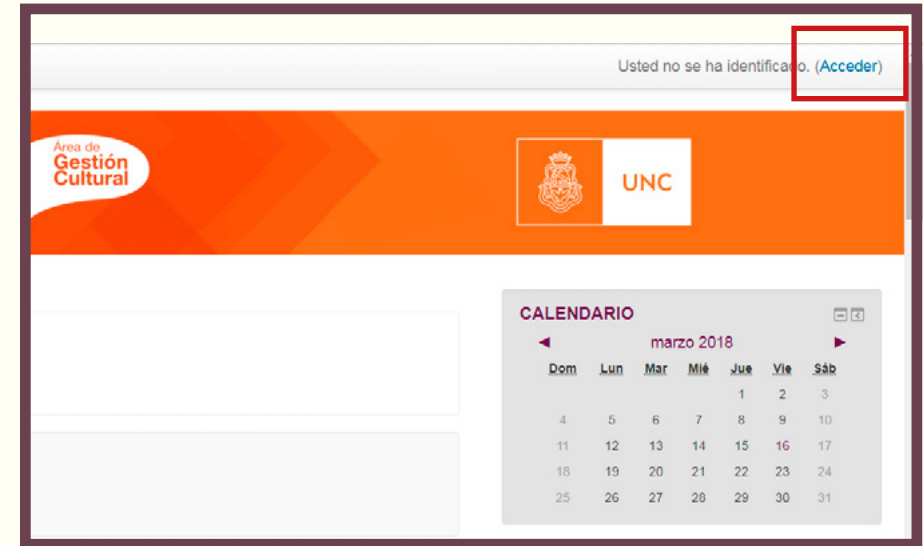 Usted no se ha identificado. (Acceder)
Área de
Gestión
Cultural
UNC
CALENDARIO
marzo 2018
Dom Lun Mar Mié Jue Vie Sáb
1 2 3
4 5 6 7 8 9 10
11 12 13 14 15 16 17
18 19 20 21 22 23 24
25 26 27 28 29 30 31